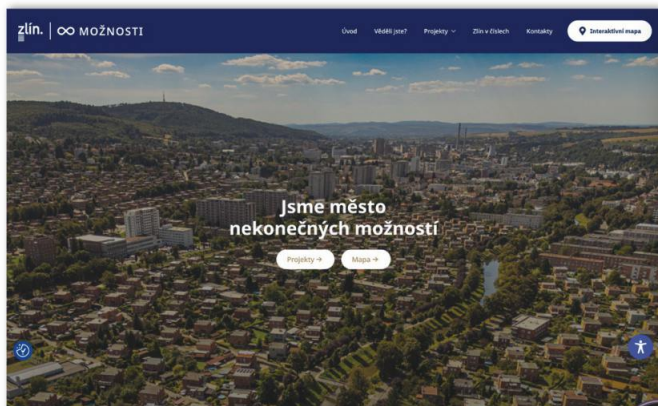 zlín. | ∞ MOŽNOSTI
Úvod
Věděli jste?
Projekty
Zlín v číslech
Kontakty
Interaktivní mapa
Jsme město
nekonečných možností
Projekty →
Mapa →